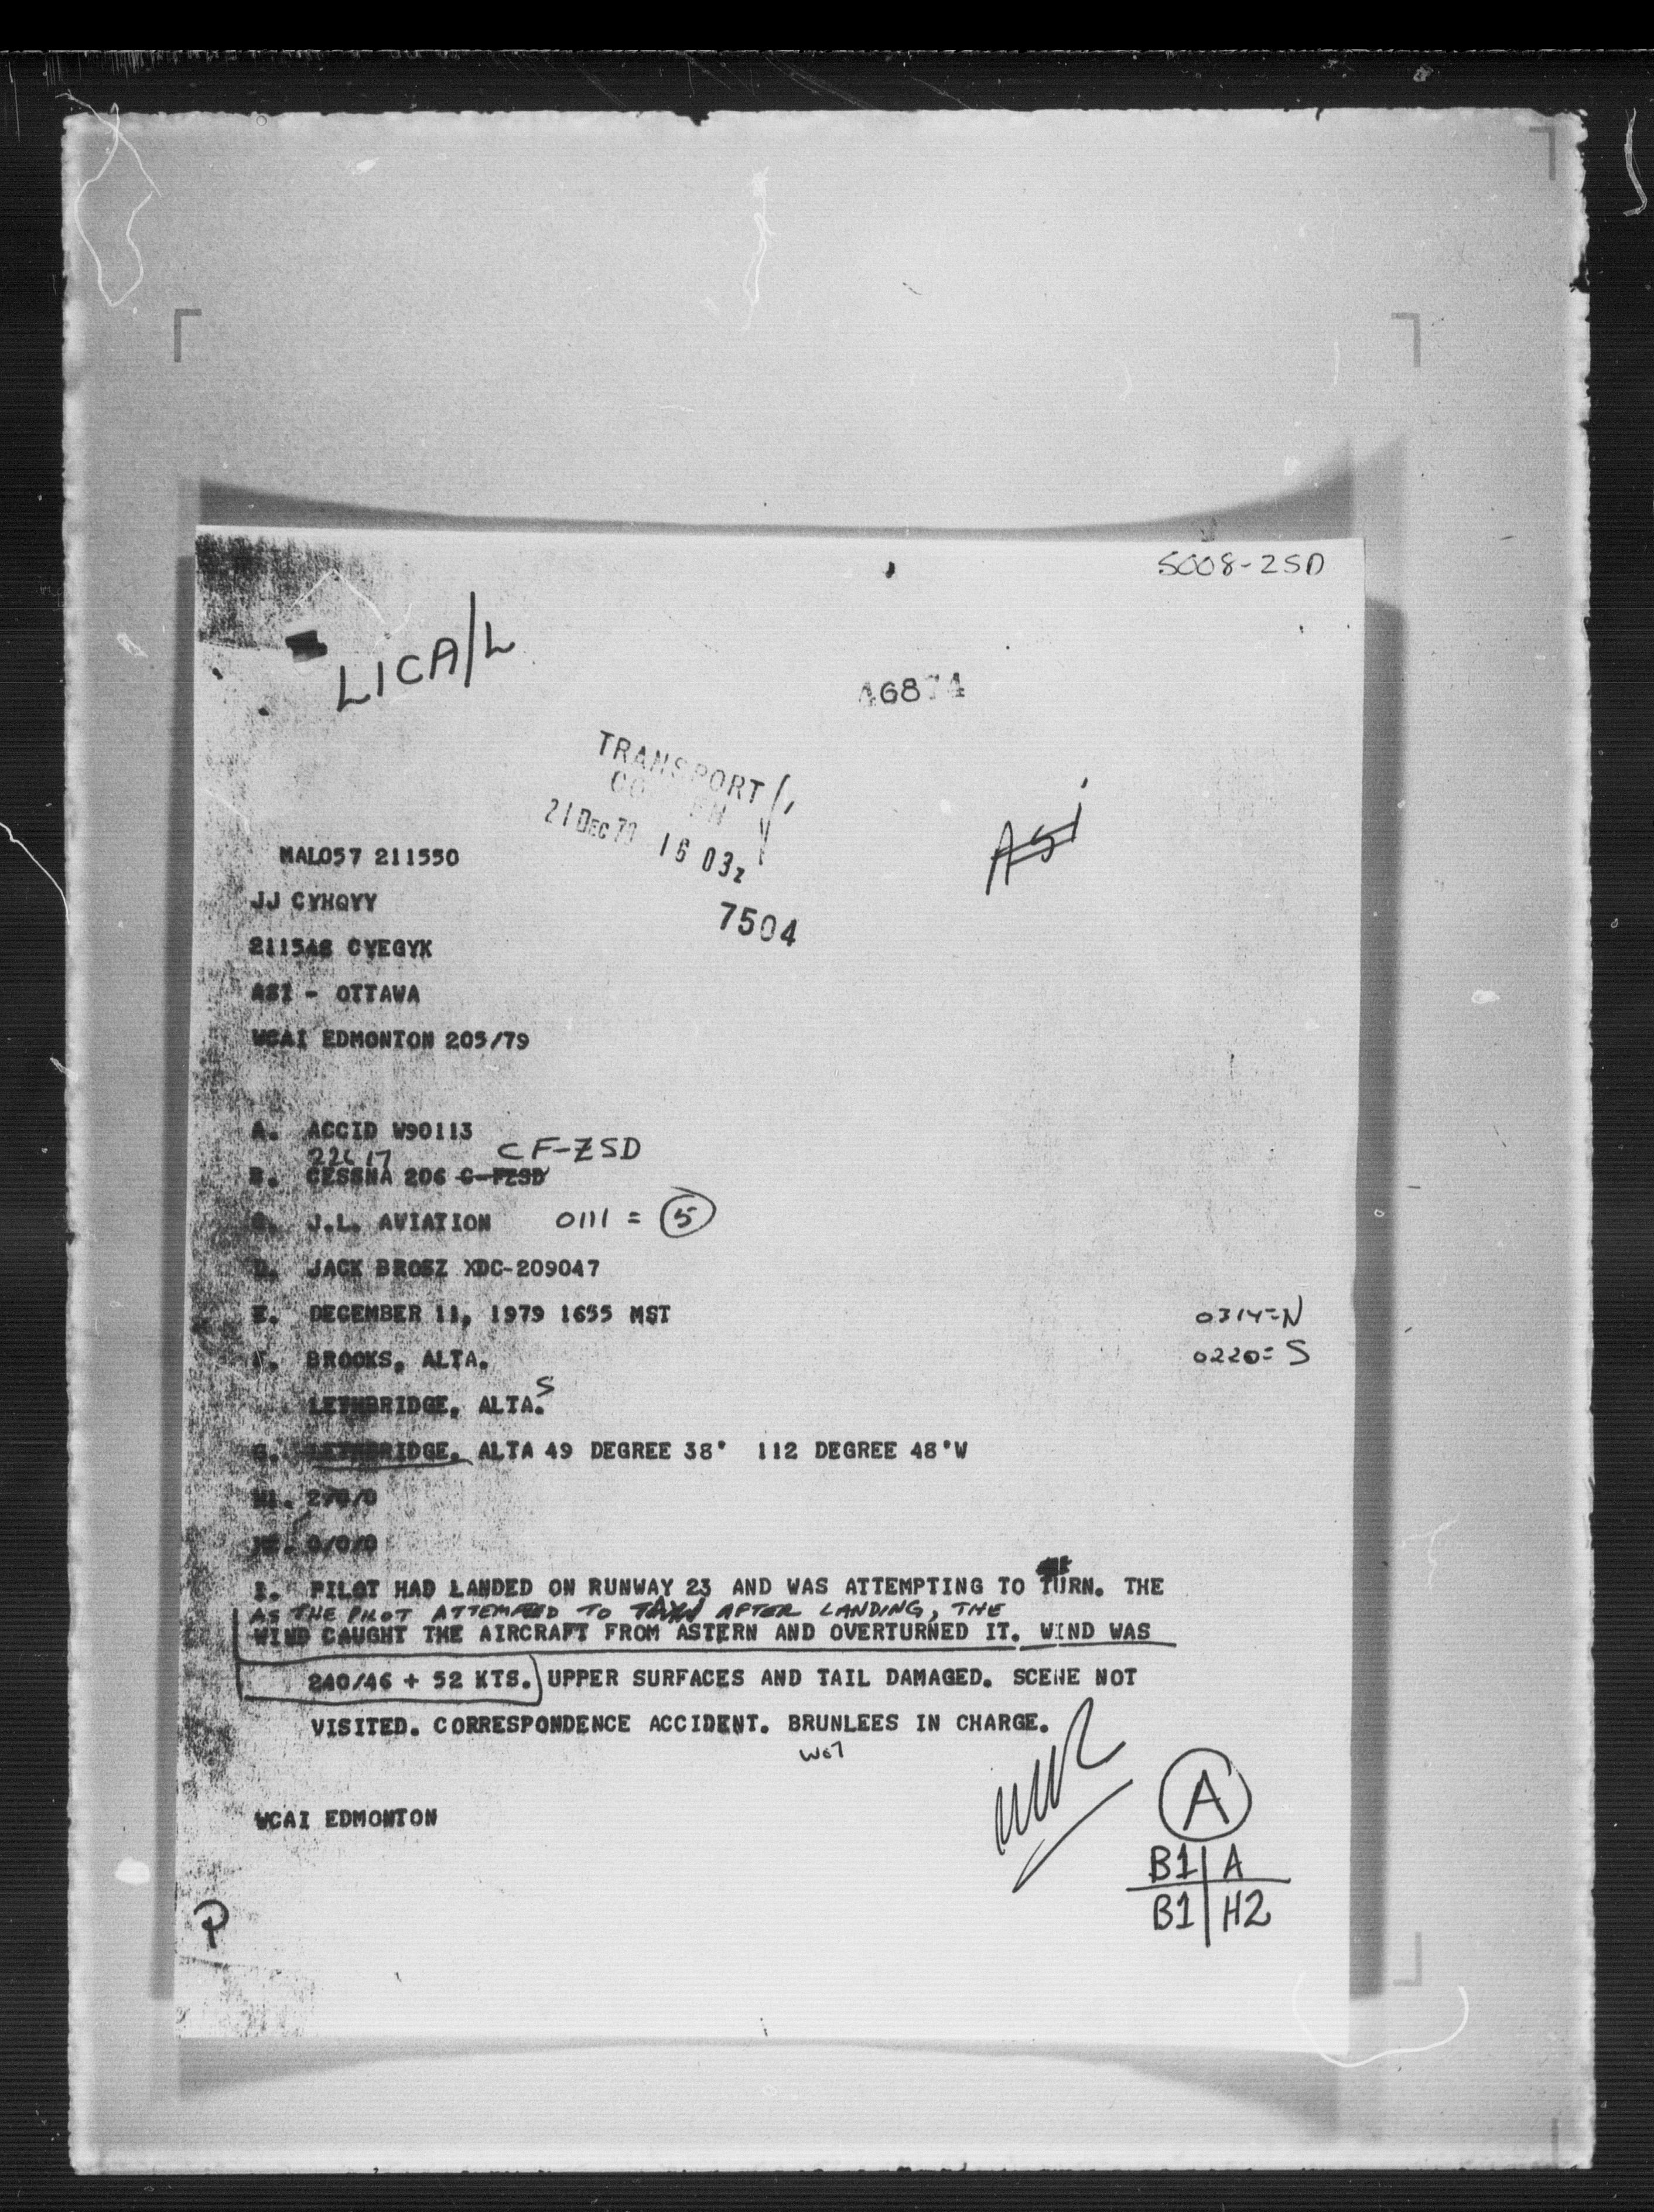 5008-ZSD
LICA/L
46874
TRANSPORT
21 Dec 79 16 03z
7504
ASI
MAL057 211550
JJ CYHQYY
211548 CYEGYK
ASI - OTTAWA
WCAI EDMONTON 205/79
A. ACCID W90113
CF-ZSD
B. CESSNA 206 C-FZSD
C. J.L. AVIATION 0111 = 5
D. JACK BROSZ XDC-209047
E. DECEMBER 11, 1979 1655 MST
0314=N
F. BROOKS, ALTA.
0220=S
S
LETHBRIDGE, ALTA.
G. LETHBRIDGE, ALTA 49 DEGREE 38' 112 DEGREE 48'W
H1. 270/0
H2. 0/0/0
I. PILOT HAD LANDED ON RUNWAY 23 AND WAS ATTEMPTING TO TURN. THE
AS THE PILOT ATTEMPTED TO TAXI AFTER LANDING, THE
WIND CAUGHT THE AIRCRAFT FROM ASTERN AND OVERTURNED IT. WIND WAS
240/46 + 52 KTS. UPPER SURFACES AND TAIL DAMAGED. SCENE NOT
VISITED. CORRESPONDENCE ACCIDENT. BRUNLEES IN CHARGE.
W07
WCAI EDMONTON
A
B1 A
B1 H2
P